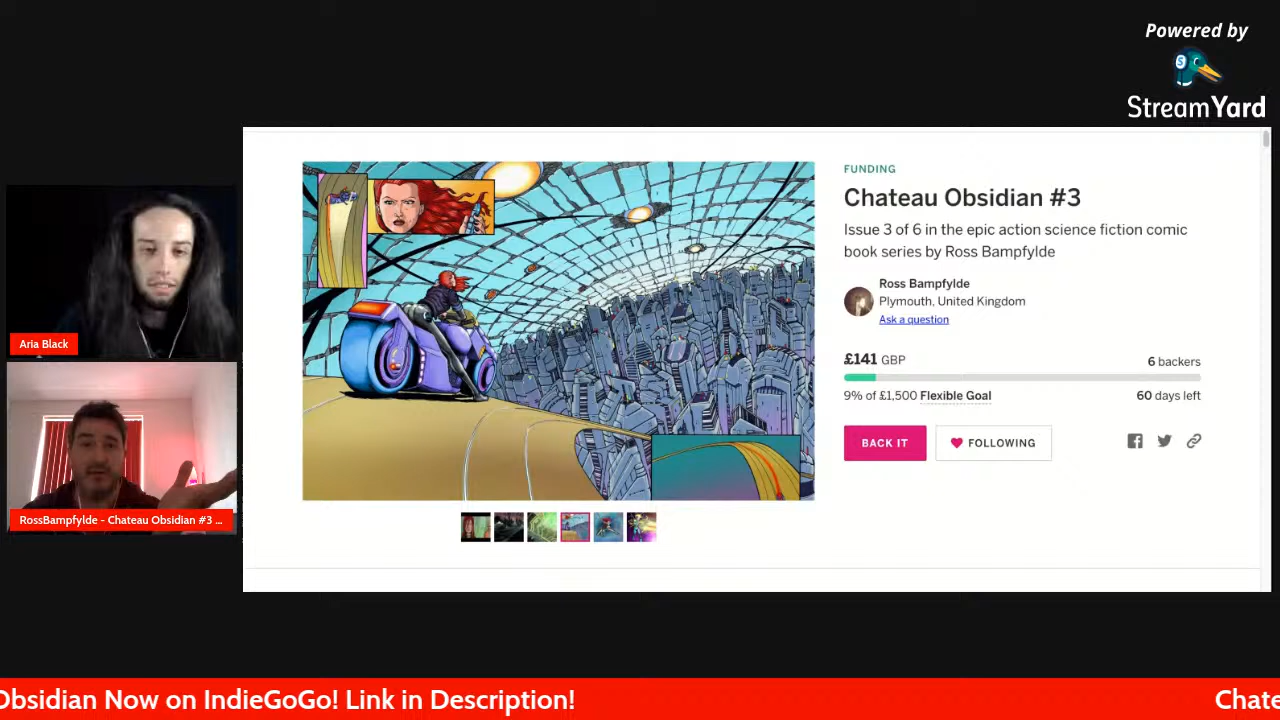 Powered by
StreamYard
FUNDING
Chateau Obsidian #3
Issue 3 of 6 in the epic action science fiction comic
book series by Ross Bampfylde
Ross Bampfylde
Plymouth, United Kingdom
Ask a question
£141 GBP
6 backers
9% of £1,500 Flexible Goal
60 days left
BACK IT
FOLLOWING
Aria Black
RossBampfylde - Chateau Obsidian #3 ...
Obsidian Now on IndieGoGo! Link in Description!
Chate